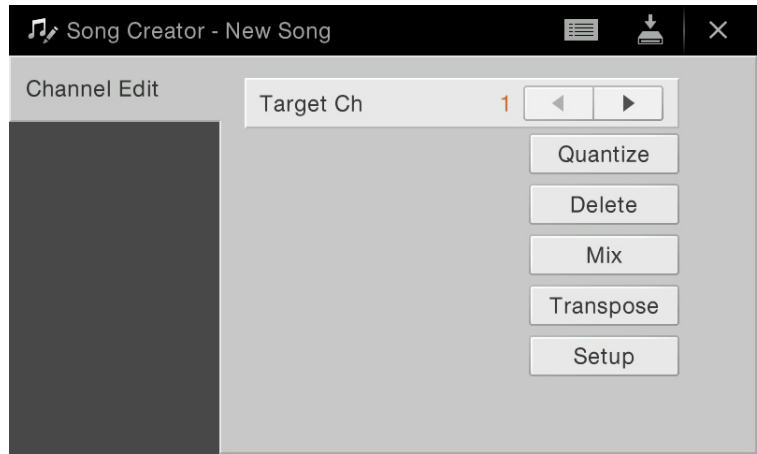 Song Creator - New Song
Channel Edit
Target Ch 1
Quantize
Delete
Mix
Transpose
Setup